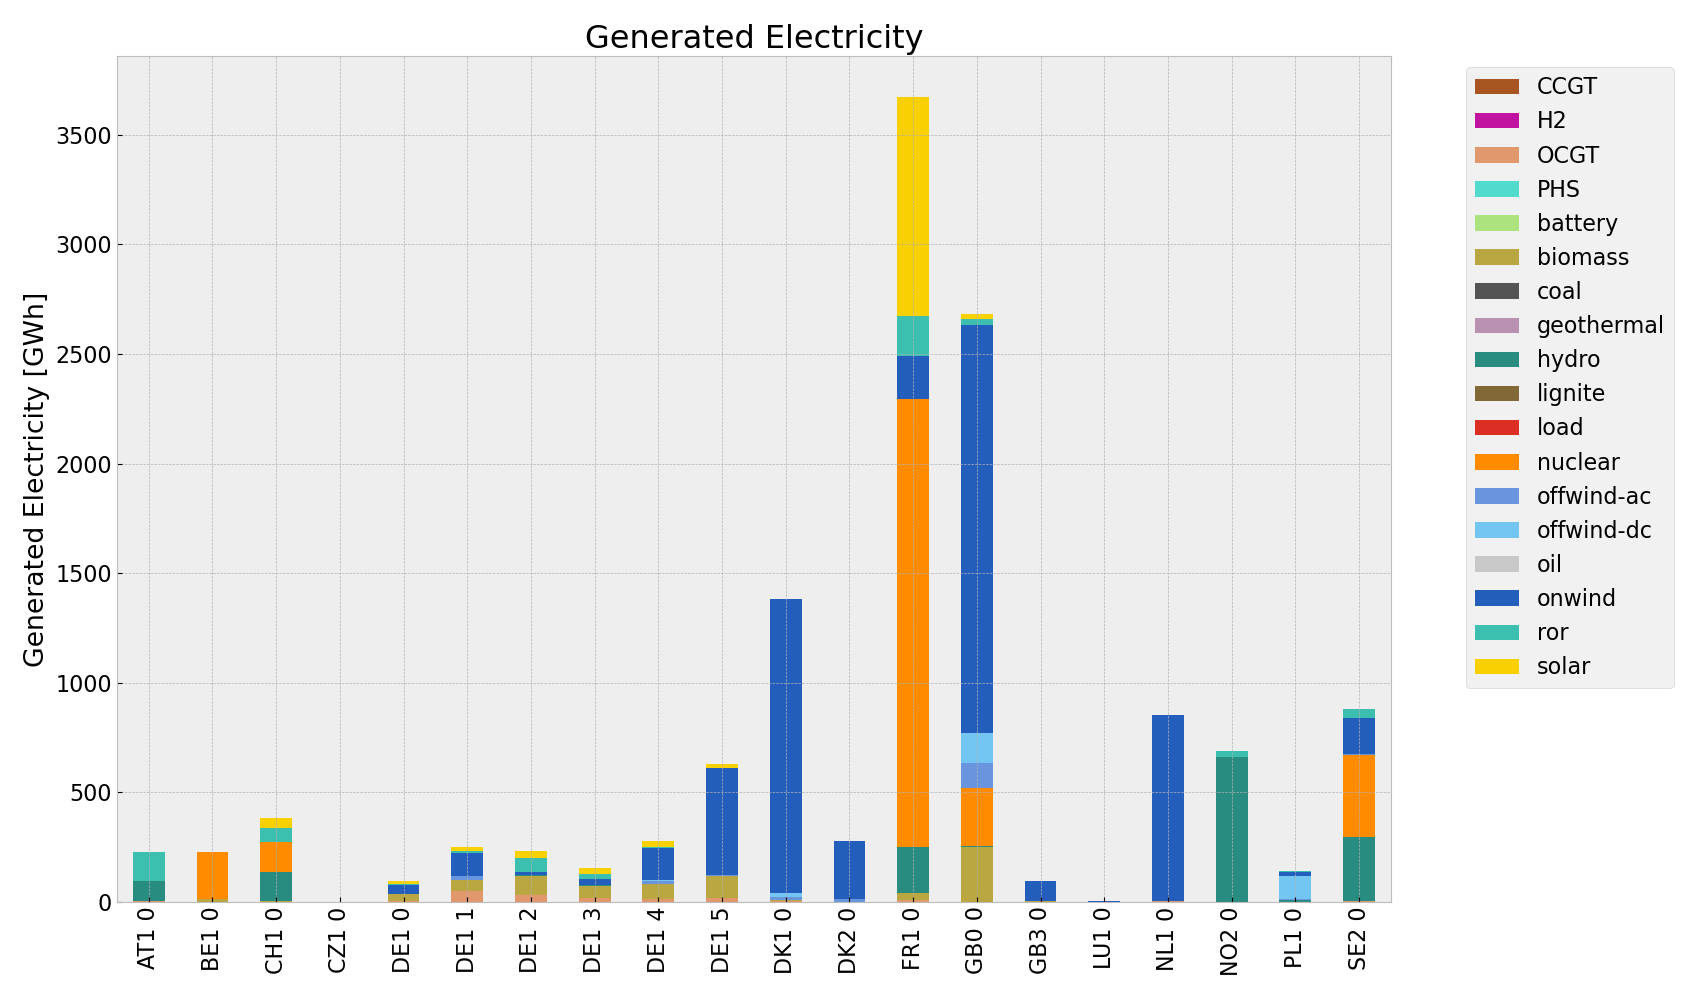 Generated Electricity
Generated Electricity [GWh]
3500
3000
2500
2000
1500
1000
500
0
AT1 0
BE1 0
CH1 0
CZ1 0
DE1 0
DE1 1
DE1 2
DE1 3
DE1 4
DE1 5
DK1 0
DK2 0
FR1 0
GB0 0
GB3 0
LU1 0
NL1 0
NO2 0
PL1 0
SE2 0
CCGT
H2
OCGT
PHS
battery
biomass
coal
geothermal
hydro
lignite
load
nuclear
offwind-ac
offwind-dc
oil
onwind
ror
solar